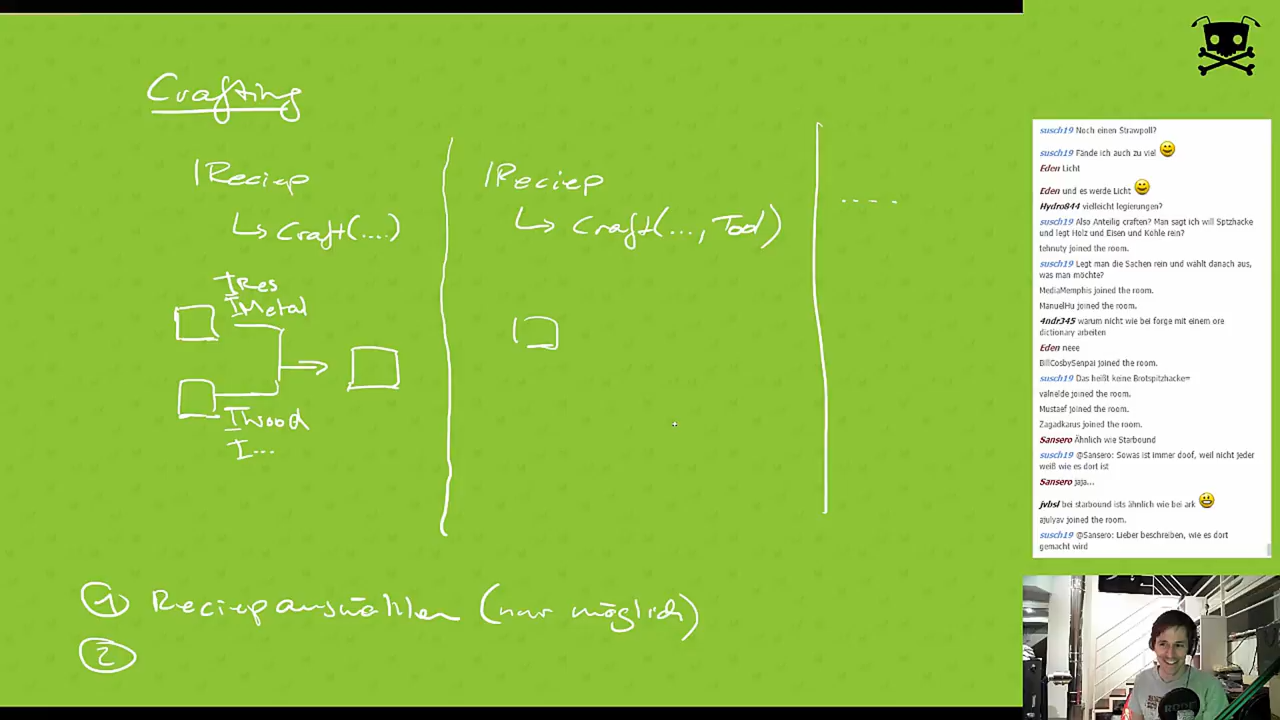 Crafting
IReciep
↳ Craft(....)
IRes
IMetal
IWood
I...
IReciep
↳ Craft(..., Tool)
.....
1 Reciep auswählen (nur möglich)
2
susch19 Noch einen Strawpoll?
susch19 Fände ich auch zu viel
Eden Licht
Eden und es werde Licht
Hydro844 vielleicht legierungen?
susch19 Also Anteilig craften? Man sagt ich will Sptzhacke
und legt Holz und Eisen und Kohle rein?
tehnuty joined the room.
susch19 Legt man die Sachen rein und wählt danach aus,
was man möchte?
MediaMemphis joined the room.
ManuelHu joined the room.
4ndr345 warum nicht wie bei forge mit einem ore
dictionary arbeiten
Eden neee
BillCosbySenpai joined the room.
susch19 Das heißt keine Brotspitzhacke=
valnelde joined the room.
Mustaef joined the room.
Zagadkarus joined the room.
Sansero Ähnlich wie Starbound
susch19 @Sansero: Sowas ist immer doof, weil nicht jeder
weiß wie es dort ist
Sansero jaja...
jvbsl bei starbound ists ähnlich wie bei ark
ajulyav joined the room.
susch19 @Sansero: Lieber beschreiben, wie es dort
gemacht wird